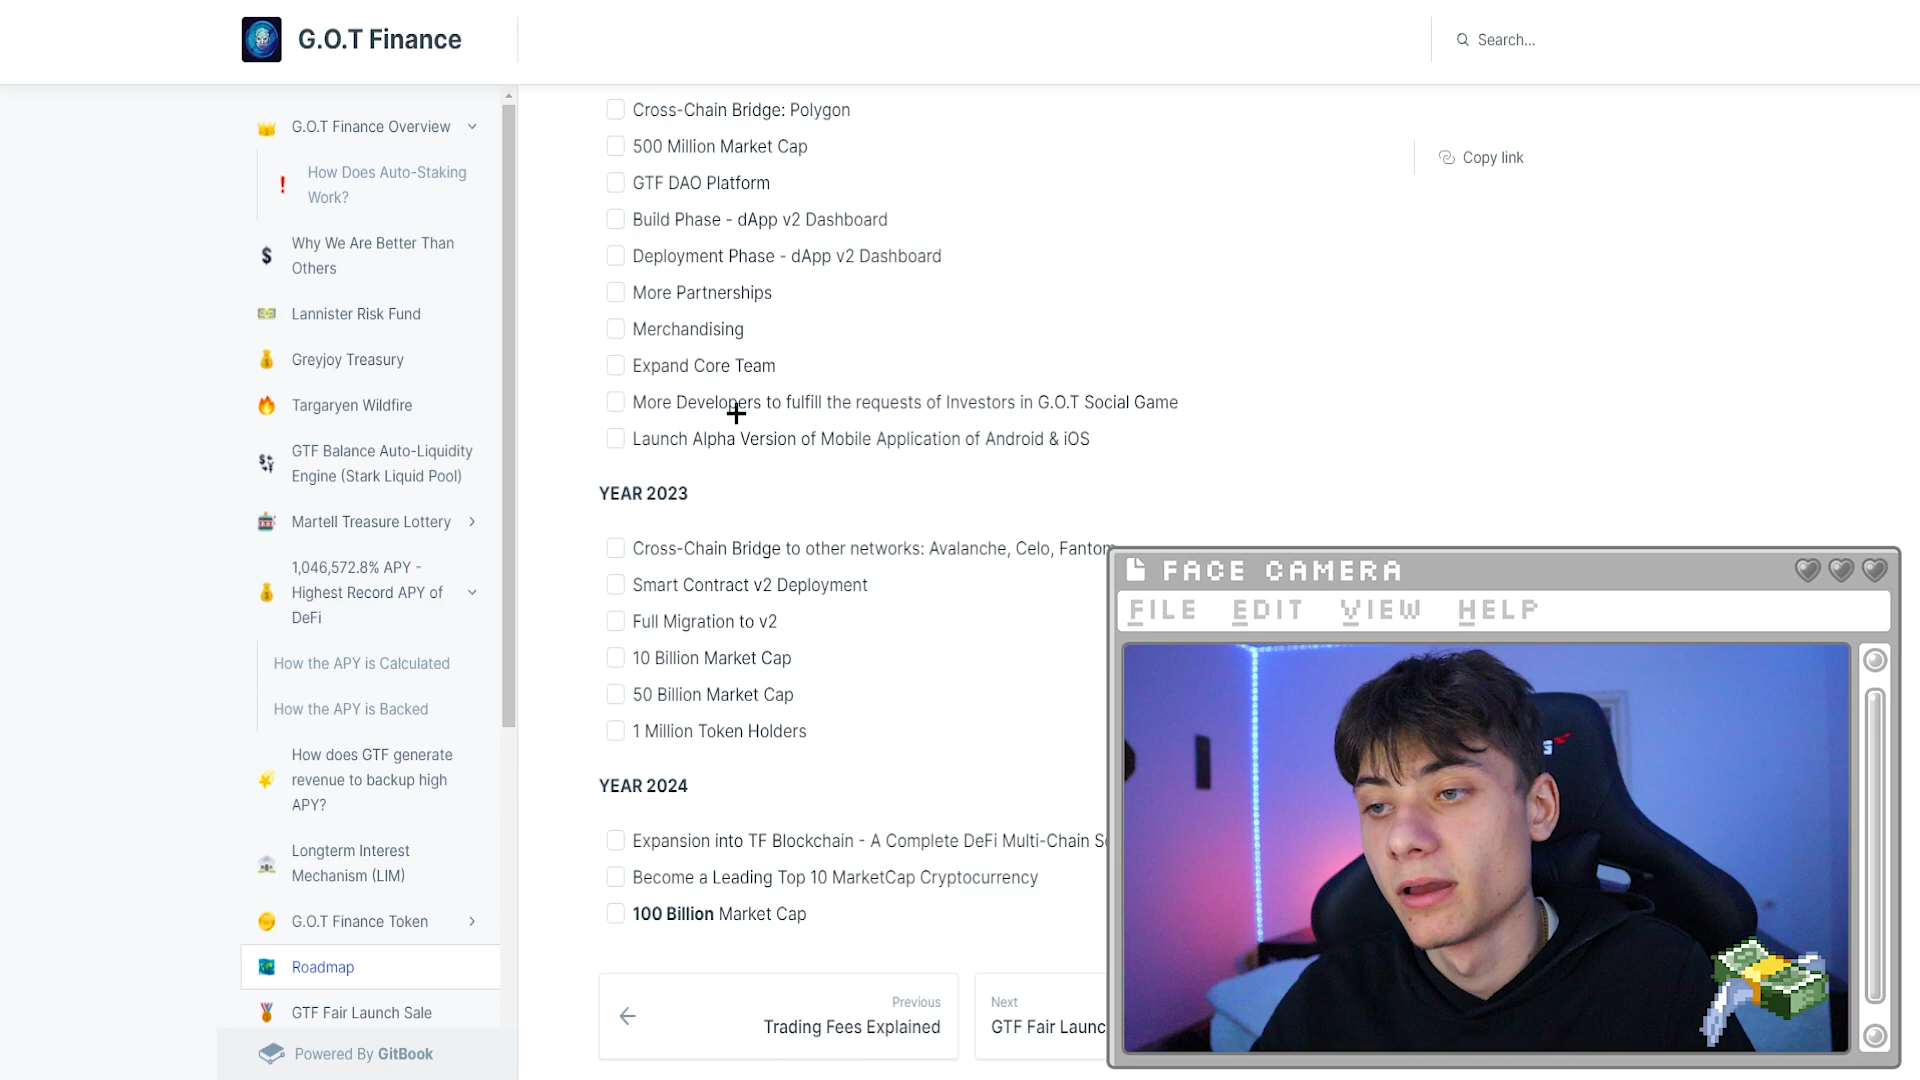 G.O.T Finance
Search...
G.O.T Finance Overview
How Does Auto-Staking
Work?
Why We Are Better Than
Others
Lannister Risk Fund
Greyjoy Treasury
Targaryen Wildfire
GTF Balance Auto-Liquidity
Engine (Stark Liquid Pool)
Martell Treasure Lottery
1,046,572.8% APY -
Highest Record APY of
DeFi
How the APY is Calculated
How the APY is Backed
How does GTF generate
revenue to backup high
APY?
Longterm Interest
Mechanism (LIM)
G.O.T Finance Token
Roadmap
GTF Fair Launch Sale
Powered By GitBook
Cross-Chain Bridge: Polygon
500 Million Market Cap
GTF DAO Platform
Build Phase - dApp v2 Dashboard
Deployment Phase - dApp v2 Dashboard
More Partnerships
Merchandising
Expand Core Team
More Developers to fulfill the requests of Investors in G.O.T Social Game
Launch Alpha Version of Mobile Application of Android & iOS
YEAR 2023
Cross-Chain Bridge to other networks: Avalanche, Celo, Fantom
Smart Contract v2 Deployment
Full Migration to v2
10 Billion Market Cap
50 Billion Market Cap
1 Million Token Holders
YEAR 2024
Expansion into TF Blockchain - A Complete DeFi Multi-Chain
Become a Leading Top 10 MarketCap Cryptocurrency
100 Billion Market Cap
Previous
Trading Fees Explained
Next
GTF Fair Launc
Copy link
FACE CAMERA
FILE EDIT VIEW HELP